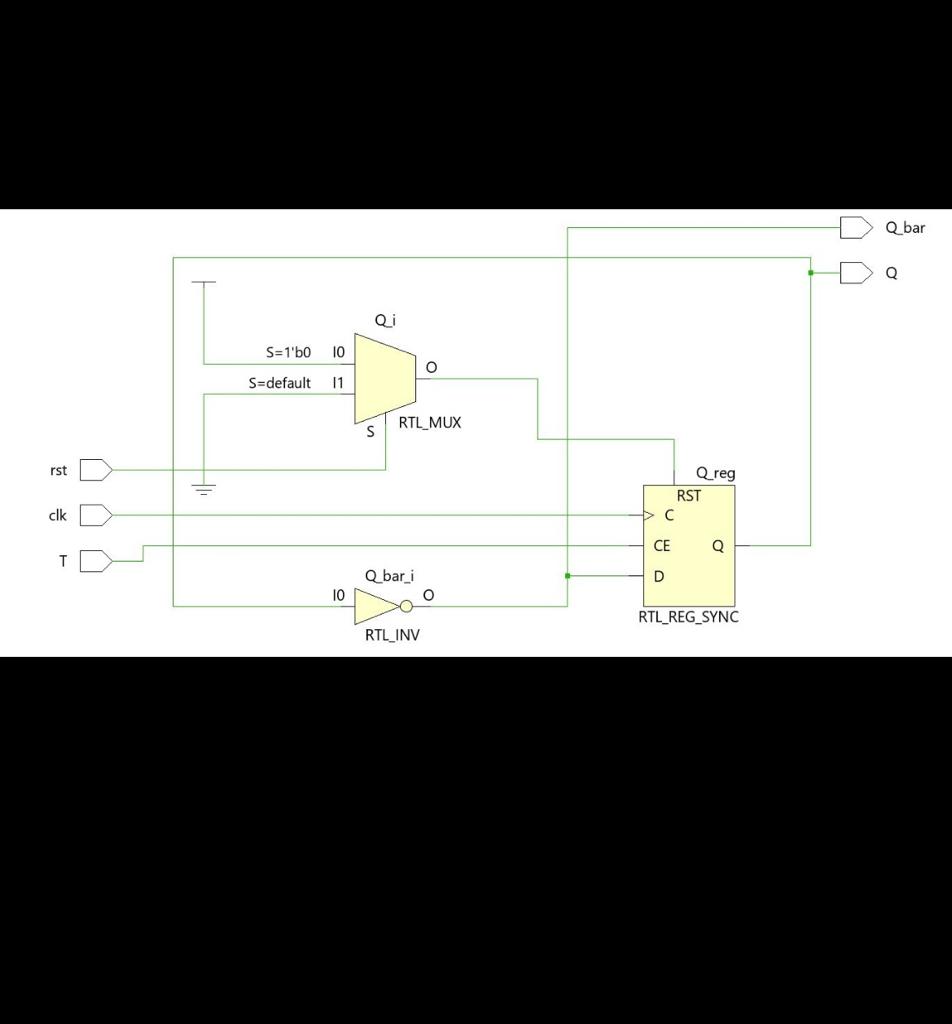 Q_bar
Q
Q_i
S=1'b0 I0
O
S=default I1
S
RTL_MUX
rst
Q_reg
RST
clk
C
T
CE Q
D
Q_bar_i
I0 O
RTL_REG_SYNC
RTL_INV